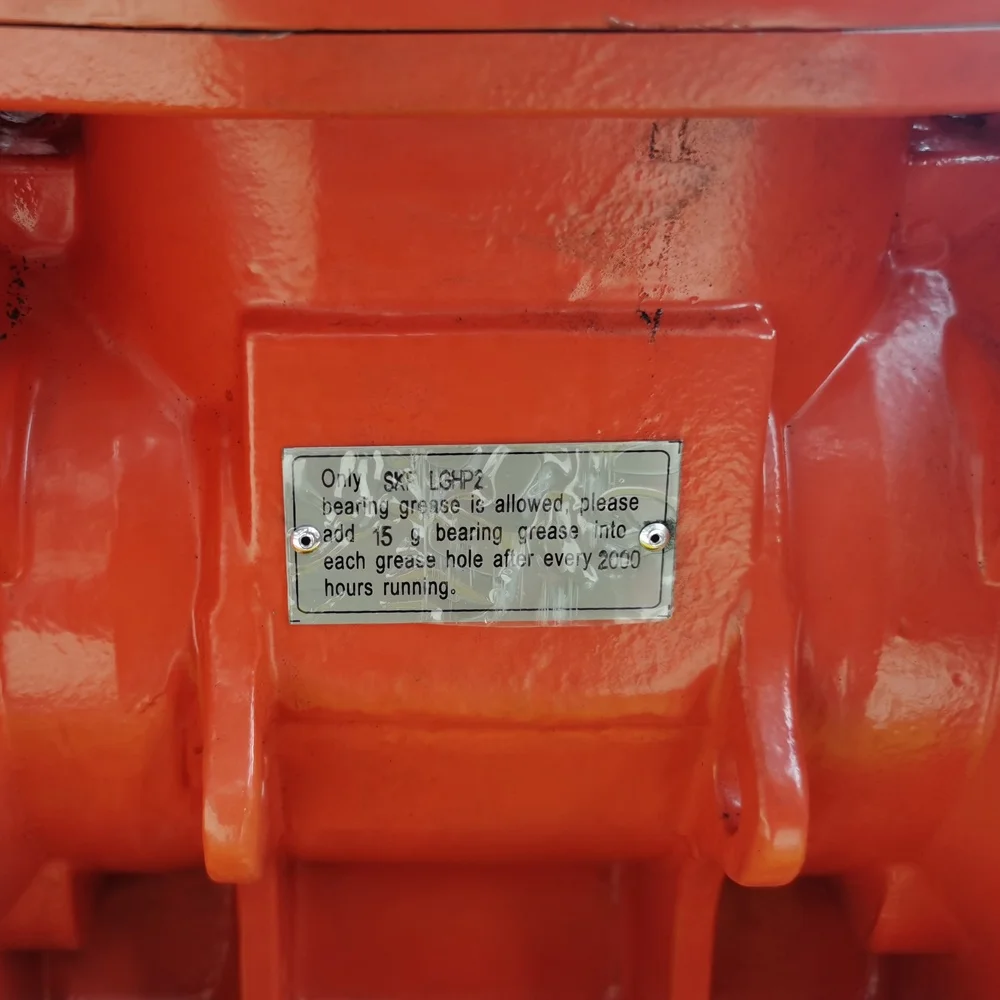 Only SKF LGHP2
bearing grease is allowed, please
add 15 g bearing grease into
each grease hole after every 2000
hours running。